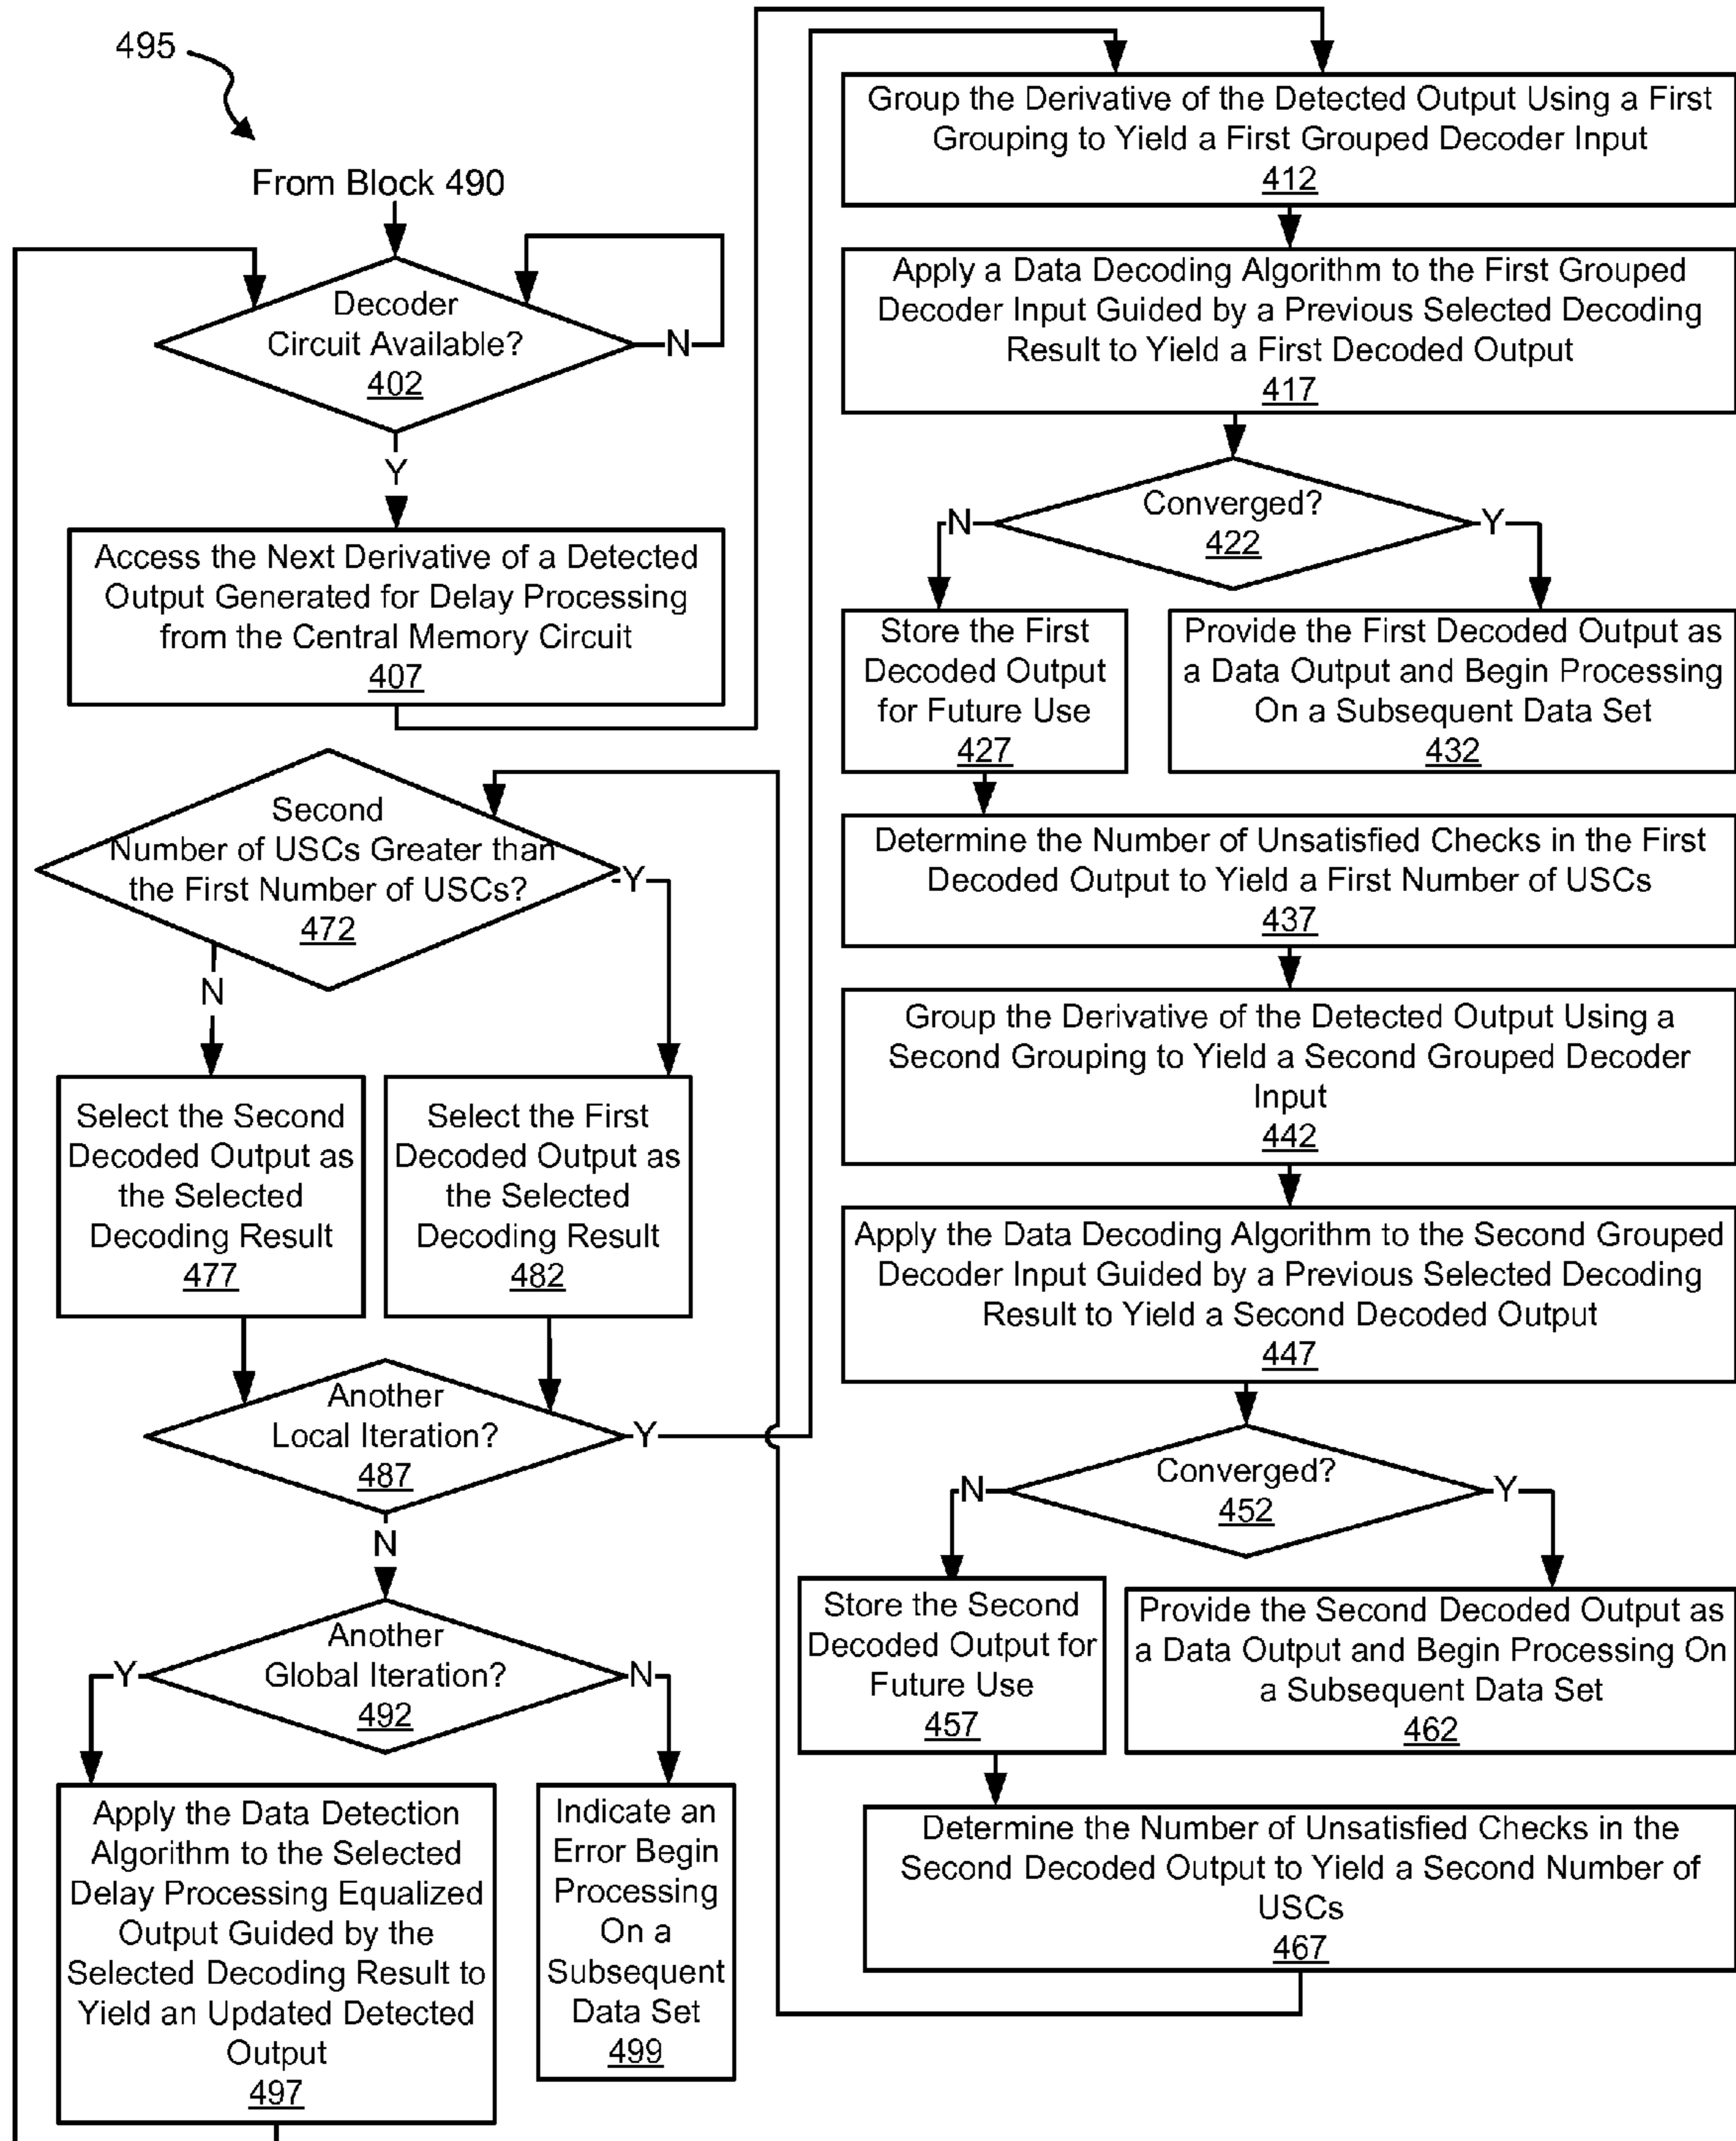 495
From Block 490
Decoder
Circuit Available?
402
N
Y
Access the Next Derivative of a Detected
Output Generated for Delay Processing
from the Central Memory Circuit
407
Group the Derivative of the Detected Output Using a First
Grouping to Yield a First Grouped Decoder Input
412
Apply a Data Decoding Algorithm to the First Grouped
Decoder Input Guided by a Previous Selected Decoding
Result to Yield a First Decoded Output
417
Converged?
422
N
Y
Store the First
Decoded Output
for Future Use
427
Provide the First Decoded Output as
a Data Output and Begin Processing
On a Subsequent Data Set
432
Determine the Number of Unsatisfied Checks in the First
Decoded Output to Yield a First Number of USCs
437
Group the Derivative of the Detected Output Using a
Second Grouping to Yield a Second Grouped Decoder
Input
442
Apply the Data Decoding Algorithm to the Second Grouped
Decoder Input Guided by a Previous Selected Decoding
Result to Yield a Second Decoded Output
447
Converged?
452
N
Y
Store the Second
Decoded Output for
Future Use
457
Provide the Second Decoded Output as
a Data Output and Begin Processing On
a Subsequent Data Set
462
Determine the Number of Unsatisfied Checks in the
Second Decoded Output to Yield a Second Number of
USCs
467
Second
Number of USCs Greater than
the First Number of USCs?
472
Y
N
Select the Second
Decoded Output as
the Selected
Decoding Result
477
Select the First
Decoded Output as
the Selected
Decoding Result
482
Another
Local Iteration?
487
Y
N
Another
Global Iteration?
492
Y
N
Apply the Data Detection
Algorithm to the Selected
Delay Processing Equalized
Output Guided by the
Selected Decoding Result to
Yield an Updated Detected
Output
497
Indicate an
Error Begin
Processing
On a
Subsequent
Data Set
499